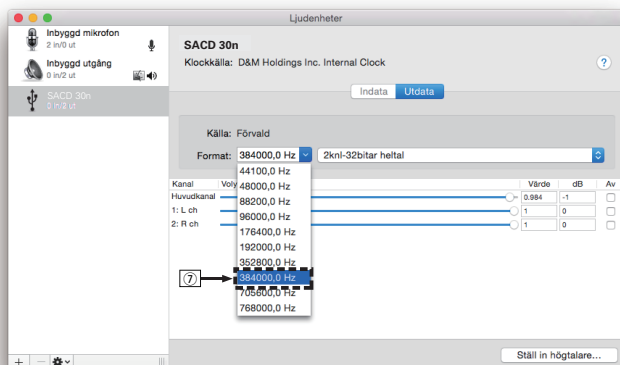 Ljudenheter
Inbyggd mikrofon
2 in/0 ut
Inbyggd utgång
0 in/2 ut
SACD 30n
0 in/2 ut
SACD 30n
Klockkälla: D&M Holdings Inc. Internal Clock
?
Indata Utdata
Källa: Förvald
Format: 384000,0 Hz 2knl-32bitar heltal
44100,0 Hz
48000,0 Hz
88200,0 Hz
96000,0 Hz
176400,0 Hz
192000,0 Hz
352800,0 Hz
⑦ 384000,0 Hz
705600,0 Hz
768000,0 Hz
Kanal Voly Värde dB Av
Huvudkanal 0.984 -1
1: L ch 1 0
2: R ch 1 0
Ställ in högtalare...